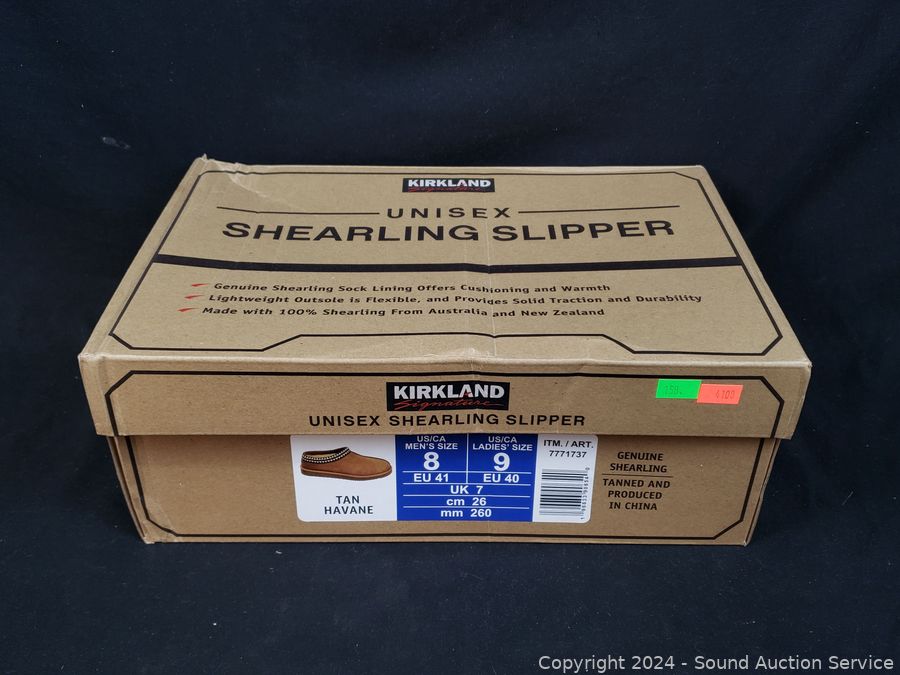 KIRKLAND
Signature
UNISEX
SHEARLING SLIPPER
Genuine Shearling Sock Lining Offers Cushioning and Warmth
Lightweight Outsole is Flexible, and Provides Solid Traction and Durability
Made with 100% Shearling From Australia and New Zealand
KIRKLAND
Signature
UNISEX SHEARLING SLIPPER
4109
TAN
HAVANE
US/CA
MEN'S SIZE
8
EU 41
US/CA
LADIES' SIZE
9
EU 40
UK 7
cm 26
mm 260
ITM. / ART.
7771737
GENUINE
SHEARLING
TANNED AND
PRODUCED
IN CHINA
Copyright © 2024 - Sound Auction Service